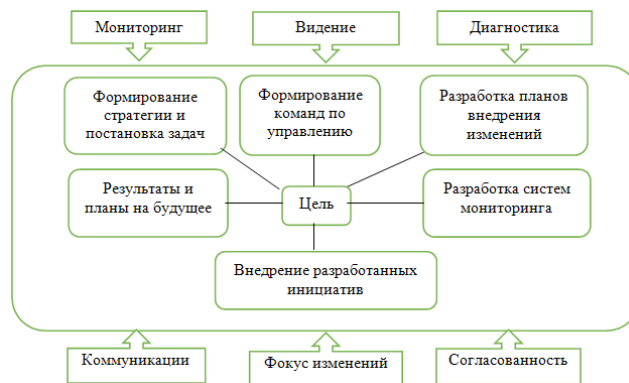 Мониторинг
Видение
Диагностика
Формирование
стратегии и
постановка задач
Формирование
команд по
управлению
Разработка планов
внедрения
изменений
Результаты и
планы на будущее
Цель
Разработка систем
мониторинга
Внедрение разработанных
инициатив
Коммуникации
Фокус изменений
Согласованность